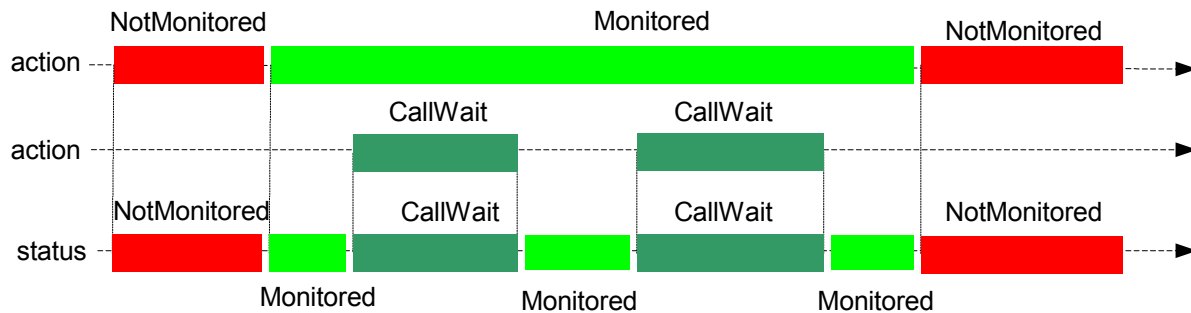 NotMonitored Monitored NotMonitored
action
CallWait CallWait
action
NotMonitored CallWait CallWait NotMonitored
status
Monitored Monitored Monitored